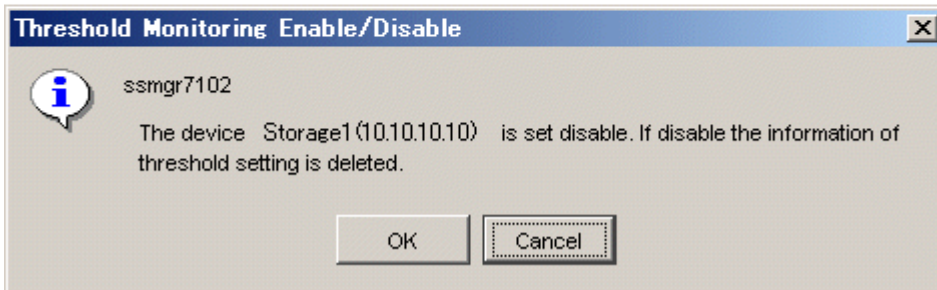 Threshold Monitoring Enable/Disable
ssmgr7102
The device Storage1(10.10.10.10) is set disable. If disable the information of
threshold setting is deleted.
OK Cancel